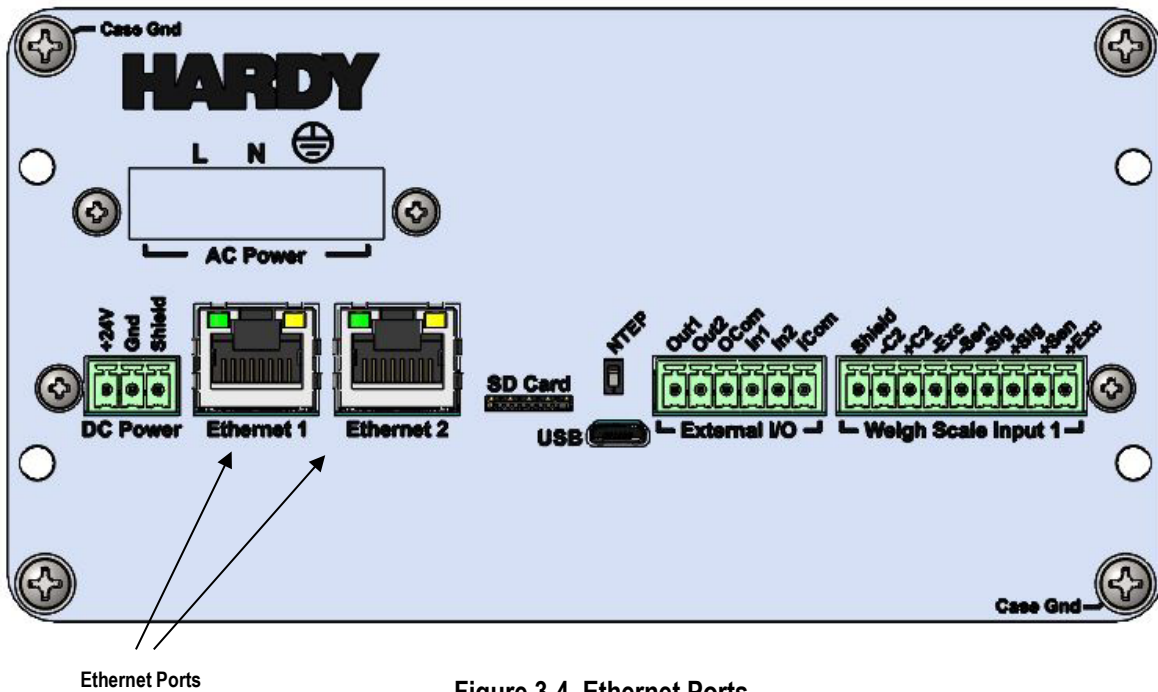 Case Gnd
HARDY
L N
AC Power
+24V
Gnd
Shield
DC Power
Ethernet 1
Ethernet 2
SD Card
NTEP
USB
Out1
Out2
OCom
In1
In2
ICom
External I/O
Shield
-C2
+C2
-Exc
-Sen
-Sig
+Sig
+Sen
+Exc
Weigh Scale Input 1
Case Gnd
Ethernet Ports
Figure 3-4 Ethernet Ports